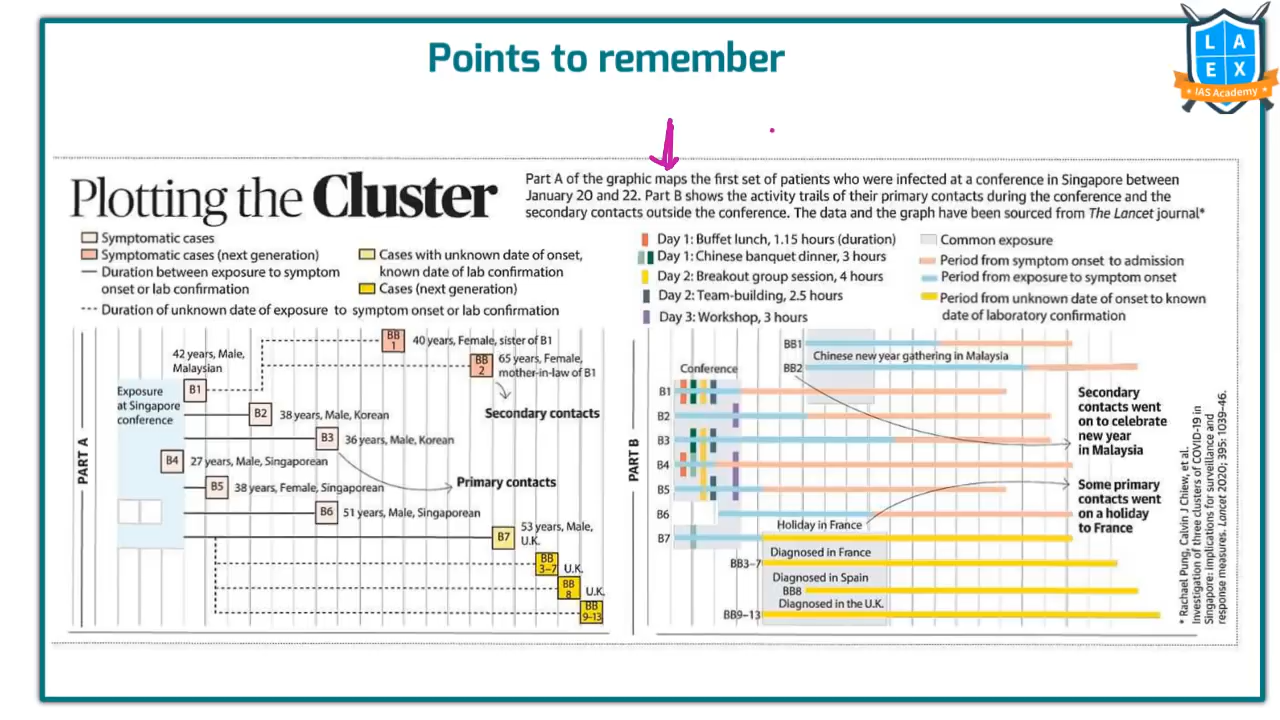 Points to remember
L A
E X
IAS Academy
Plotting the Cluster
Part A of the graphic maps the first set of patients who were infected at a conference in Singapore between
January 20 and 22. Part B shows the activity trails of their primary contacts during the conference and the
secondary contacts outside the conference. The data and the graph have been sourced from The Lancet journal*
Symptomatic cases
Symptomatic cases (next generation)
Duration between exposure to symptom
onset or lab confirmation
Cases with unknown date of onset,
known date of lab confirmation
Cases (next generation)
Duration of unknown date of exposure to symptom onset or lab confirmation
Day 1: Buffet lunch, 1.15 hours (duration)
Day 1: Chinese banquet dinner, 3 hours
Day 2: Breakout group session, 4 hours
Day 2: Team-building, 2.5 hours
Day 3: Workshop, 3 hours
Common exposure
Period from symptom onset to admission
Period from exposure to symptom onset
Period from unknown date of onset to known
date of laboratory confirmation
PART A
BB
1
40 years, Female, sister of B1
42 years, Male,
Malaysian
BB
2
65 years, Female,
mother-in-law of B1
Exposure
at Singapore
conference
B1
Secondary contacts
B2
38 years, Male, Korean
B3
36 years, Male, Korean
B4
27 years, Male, Singaporean
Primary contacts
B5
38 years, Female, Singaporean
B6
51 years, Male, Singaporean
53 years, Male,
U.K.
B7
BB
3–7
U.K.
BB
8
U.K.
BB
9-13
PART B
BB1
Chinese new year gathering in Malaysia
Conference
BB2
B1
B2
B3
B4
B5
B6
Holiday in France
B7
Diagnosed in France
BB3–7
Diagnosed in Spain
BB8
Diagnosed in the U.K.
BB9–13
Secondary
contacts went
on to celebrate
new year
in Malaysia
Some primary
contacts went
on a holiday
to France
* Rachael Pung, Calvin J Chiew, et al.
Investigation of three clusters of COVID-19 in
Singapore: implications for surveillance and
response measures. Lancet 2020; 395: 1039–46.